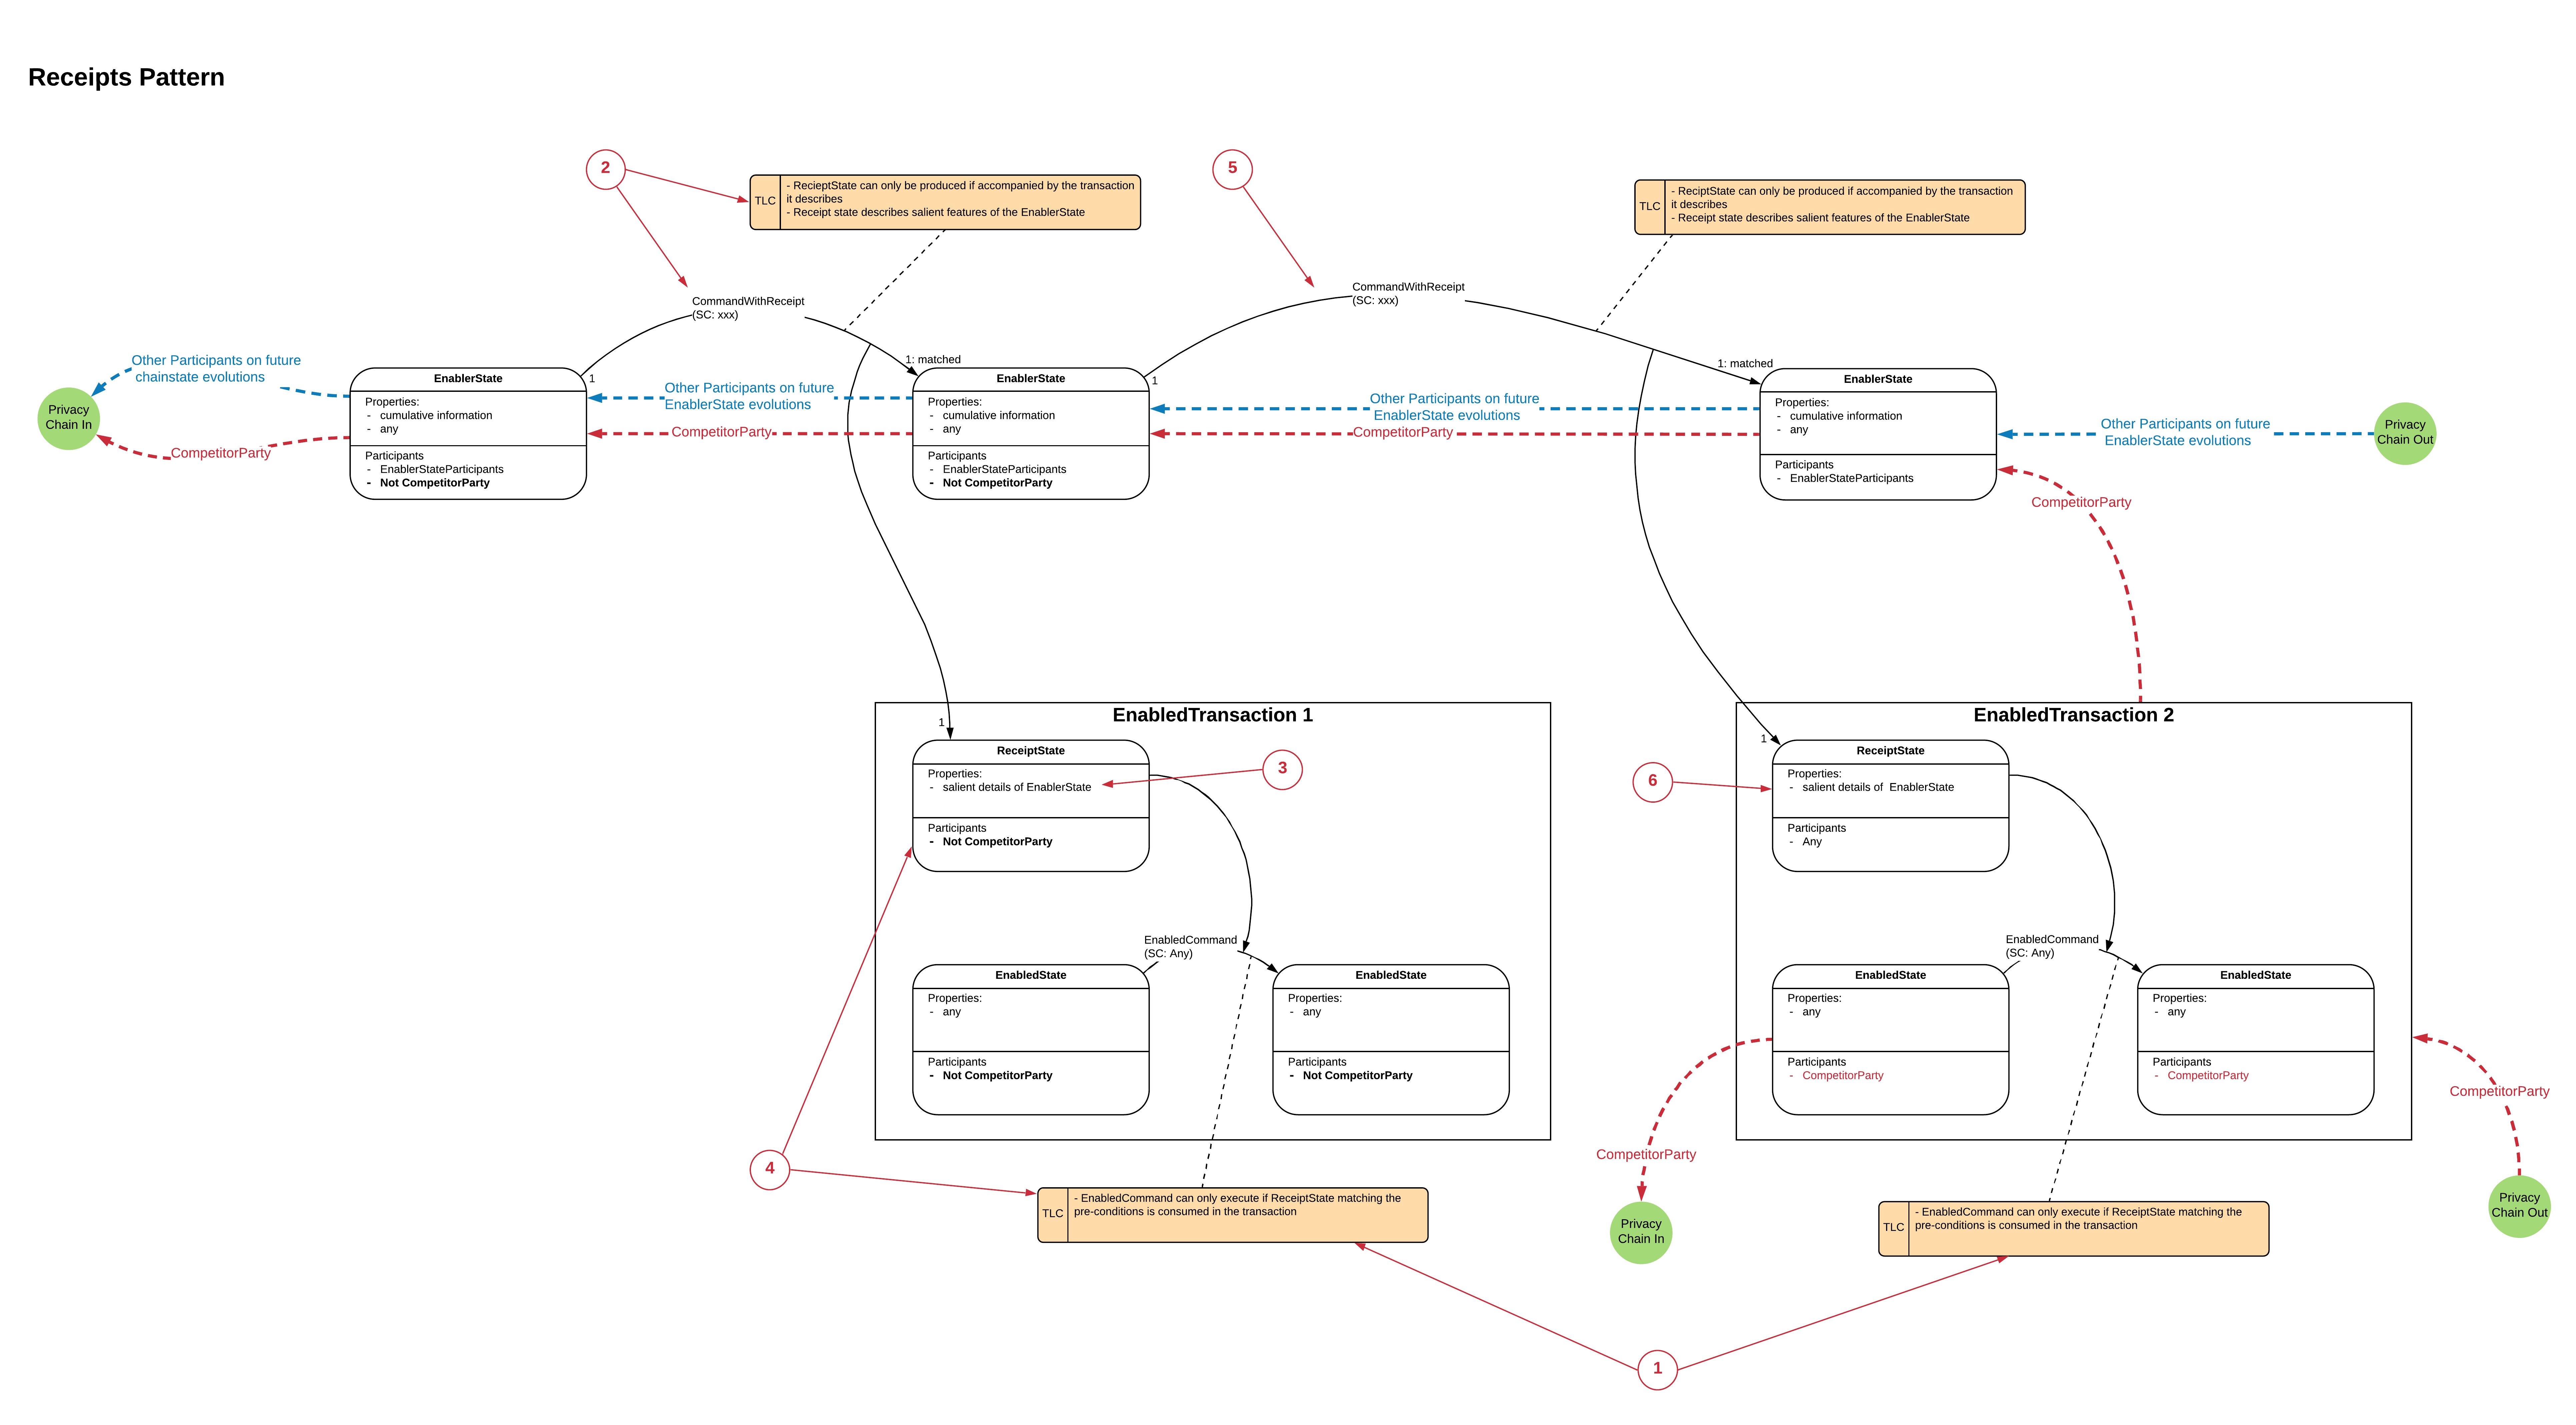 Receipts Pattern
2
5
TLC
- RecieptState can only be produced if accompanied by the transaction
it describes
- Receipt state describes salient features of the EnablerState
TLC
- ReciptState can only be produced if accompanied by the transaction
it describes
- Receipt state describes salient features of the EnablerState
CommandWithReceipt
(SC: xxx)
CommandWithReceipt
(SC: xxx)
1
1: matched
1
1: matched
Privacy
Chain In
Other Participants on future
chainstate evolutions
CompetitorParty
EnablerState
Properties:
- cumulative information
- any
Participants
- EnablerStateParticipants
- Not CompetitorParty
Other Participants on future
EnablerState evolutions
CompetitorParty
EnablerState
Properties:
- cumulative information
- any
Participants
- EnablerStateParticipants
- Not CompetitorParty
Other Participants on future
EnablerState evolutions
CompetitorParty
EnablerState
Properties:
- cumulative information
- any
Participants
- EnablerStateParticipants
Other Participants on future
EnablerState evolutions
Privacy
Chain Out
CompetitorParty
EnabledTransaction 1
1
ReceiptState
Properties:
- salient details of EnablerState
Participants
- Not CompetitorParty
3
EnabledCommand
(SC: Any)
EnabledState
Properties:
- any
Participants
- Not CompetitorParty
EnabledState
Properties:
- any
Participants
- Not CompetitorParty
EnabledTransaction 2
1
6
ReceiptState
Properties:
- salient details of EnablerState
Participants
- Any
EnabledCommand
(SC: Any)
EnabledState
Properties:
- any
Participants
- CompetitorParty
EnabledState
Properties:
- any
Participants
- CompetitorParty
CompetitorParty
CompetitorParty
4
TLC
- EnabledCommand can only execute if ReceiptState matching the
pre-conditions is consumed in the transaction
Privacy
Chain In
TLC
- EnabledCommand can only execute if ReceiptState matching the
pre-conditions is consumed in the transaction
Privacy
Chain Out
1